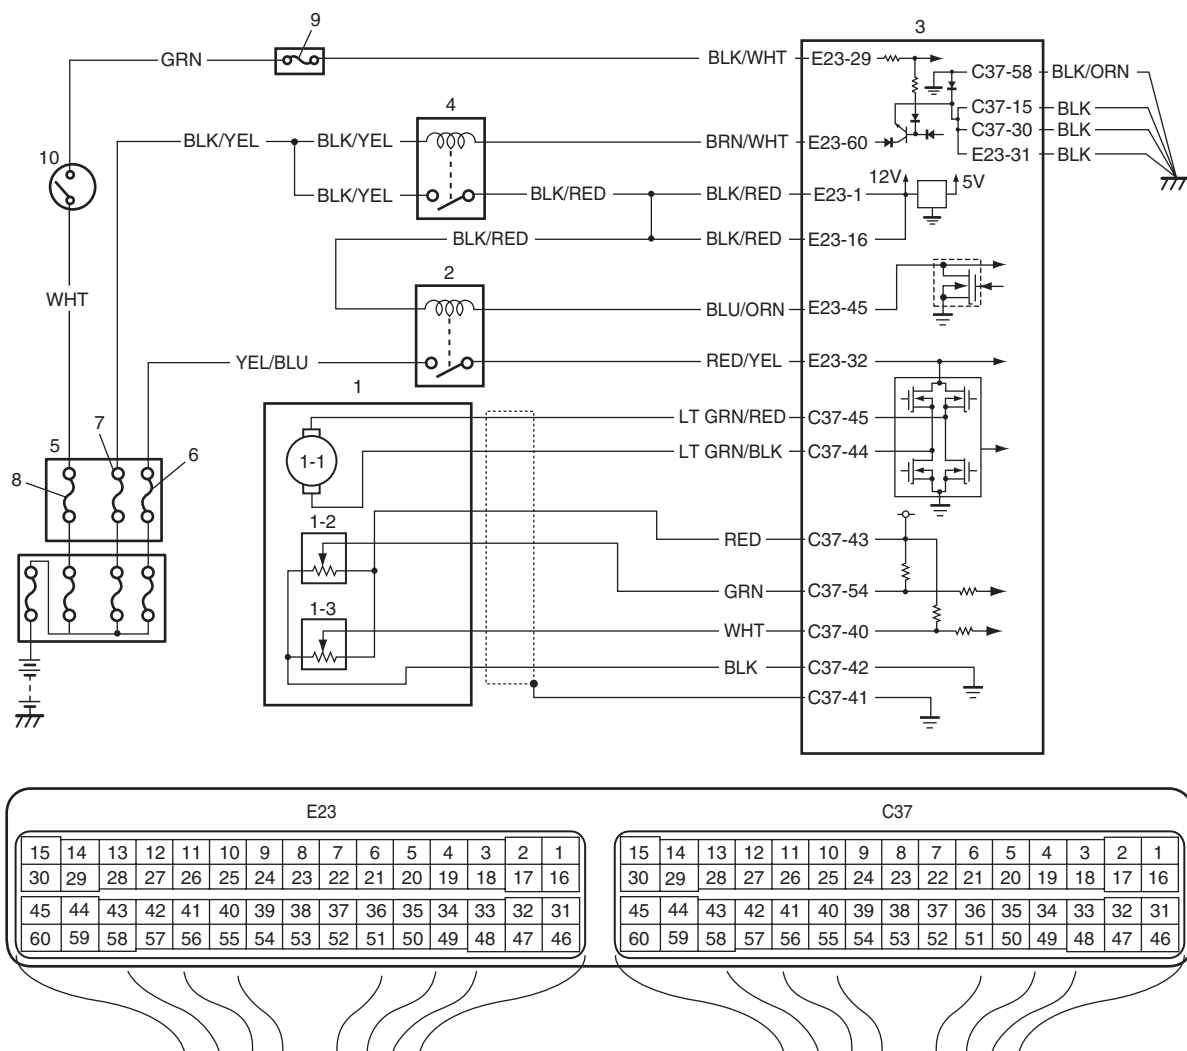 3
9
GRN
BLK/WHT
E23-29
C37-58
BLK/ORN
4
C37-15
BLK
C37-30
BLK
BLK/YEL
BLK/YEL
BRN/WHT
E23-60
E23-31
BLK
10
12V
5V
BLK/YEL
BLK/RED
BLK/RED
E23-1
BLK/RED
BLK/RED
E23-16
2
WHT
BLU/ORN
E23-45
YEL/BLU
RED/YEL
E23-32
1
LT GRN/RED
C37-45
7
5
6
1-1
LT GRN/BLK
C37-44
8
1-2
RED
C37-43
GRN
C37-54
1-3
WHT
C37-40
BLK
C37-42
C37-41
E23
C37
15 14 13 12 11 10 9 8 7 6 5 4 3 2 1
30 29 28 27 26 25 24 23 22 21 20 19 18 17 16
45 44 43 42 41 40 39 38 37 36 35 34 33 32 31
60 59 58 57 56 55 54 53 52 51 50 49 48 47 46
15 14 13 12 11 10 9 8 7 6 5 4 3 2 1
30 29 28 27 26 25 24 23 22 21 20 19 18 17 16
45 44 43 42 41 40 39 38 37 36 35 34 33 32 31
60 59 58 57 56 55 54 53 52 51 50 49 48 47 46